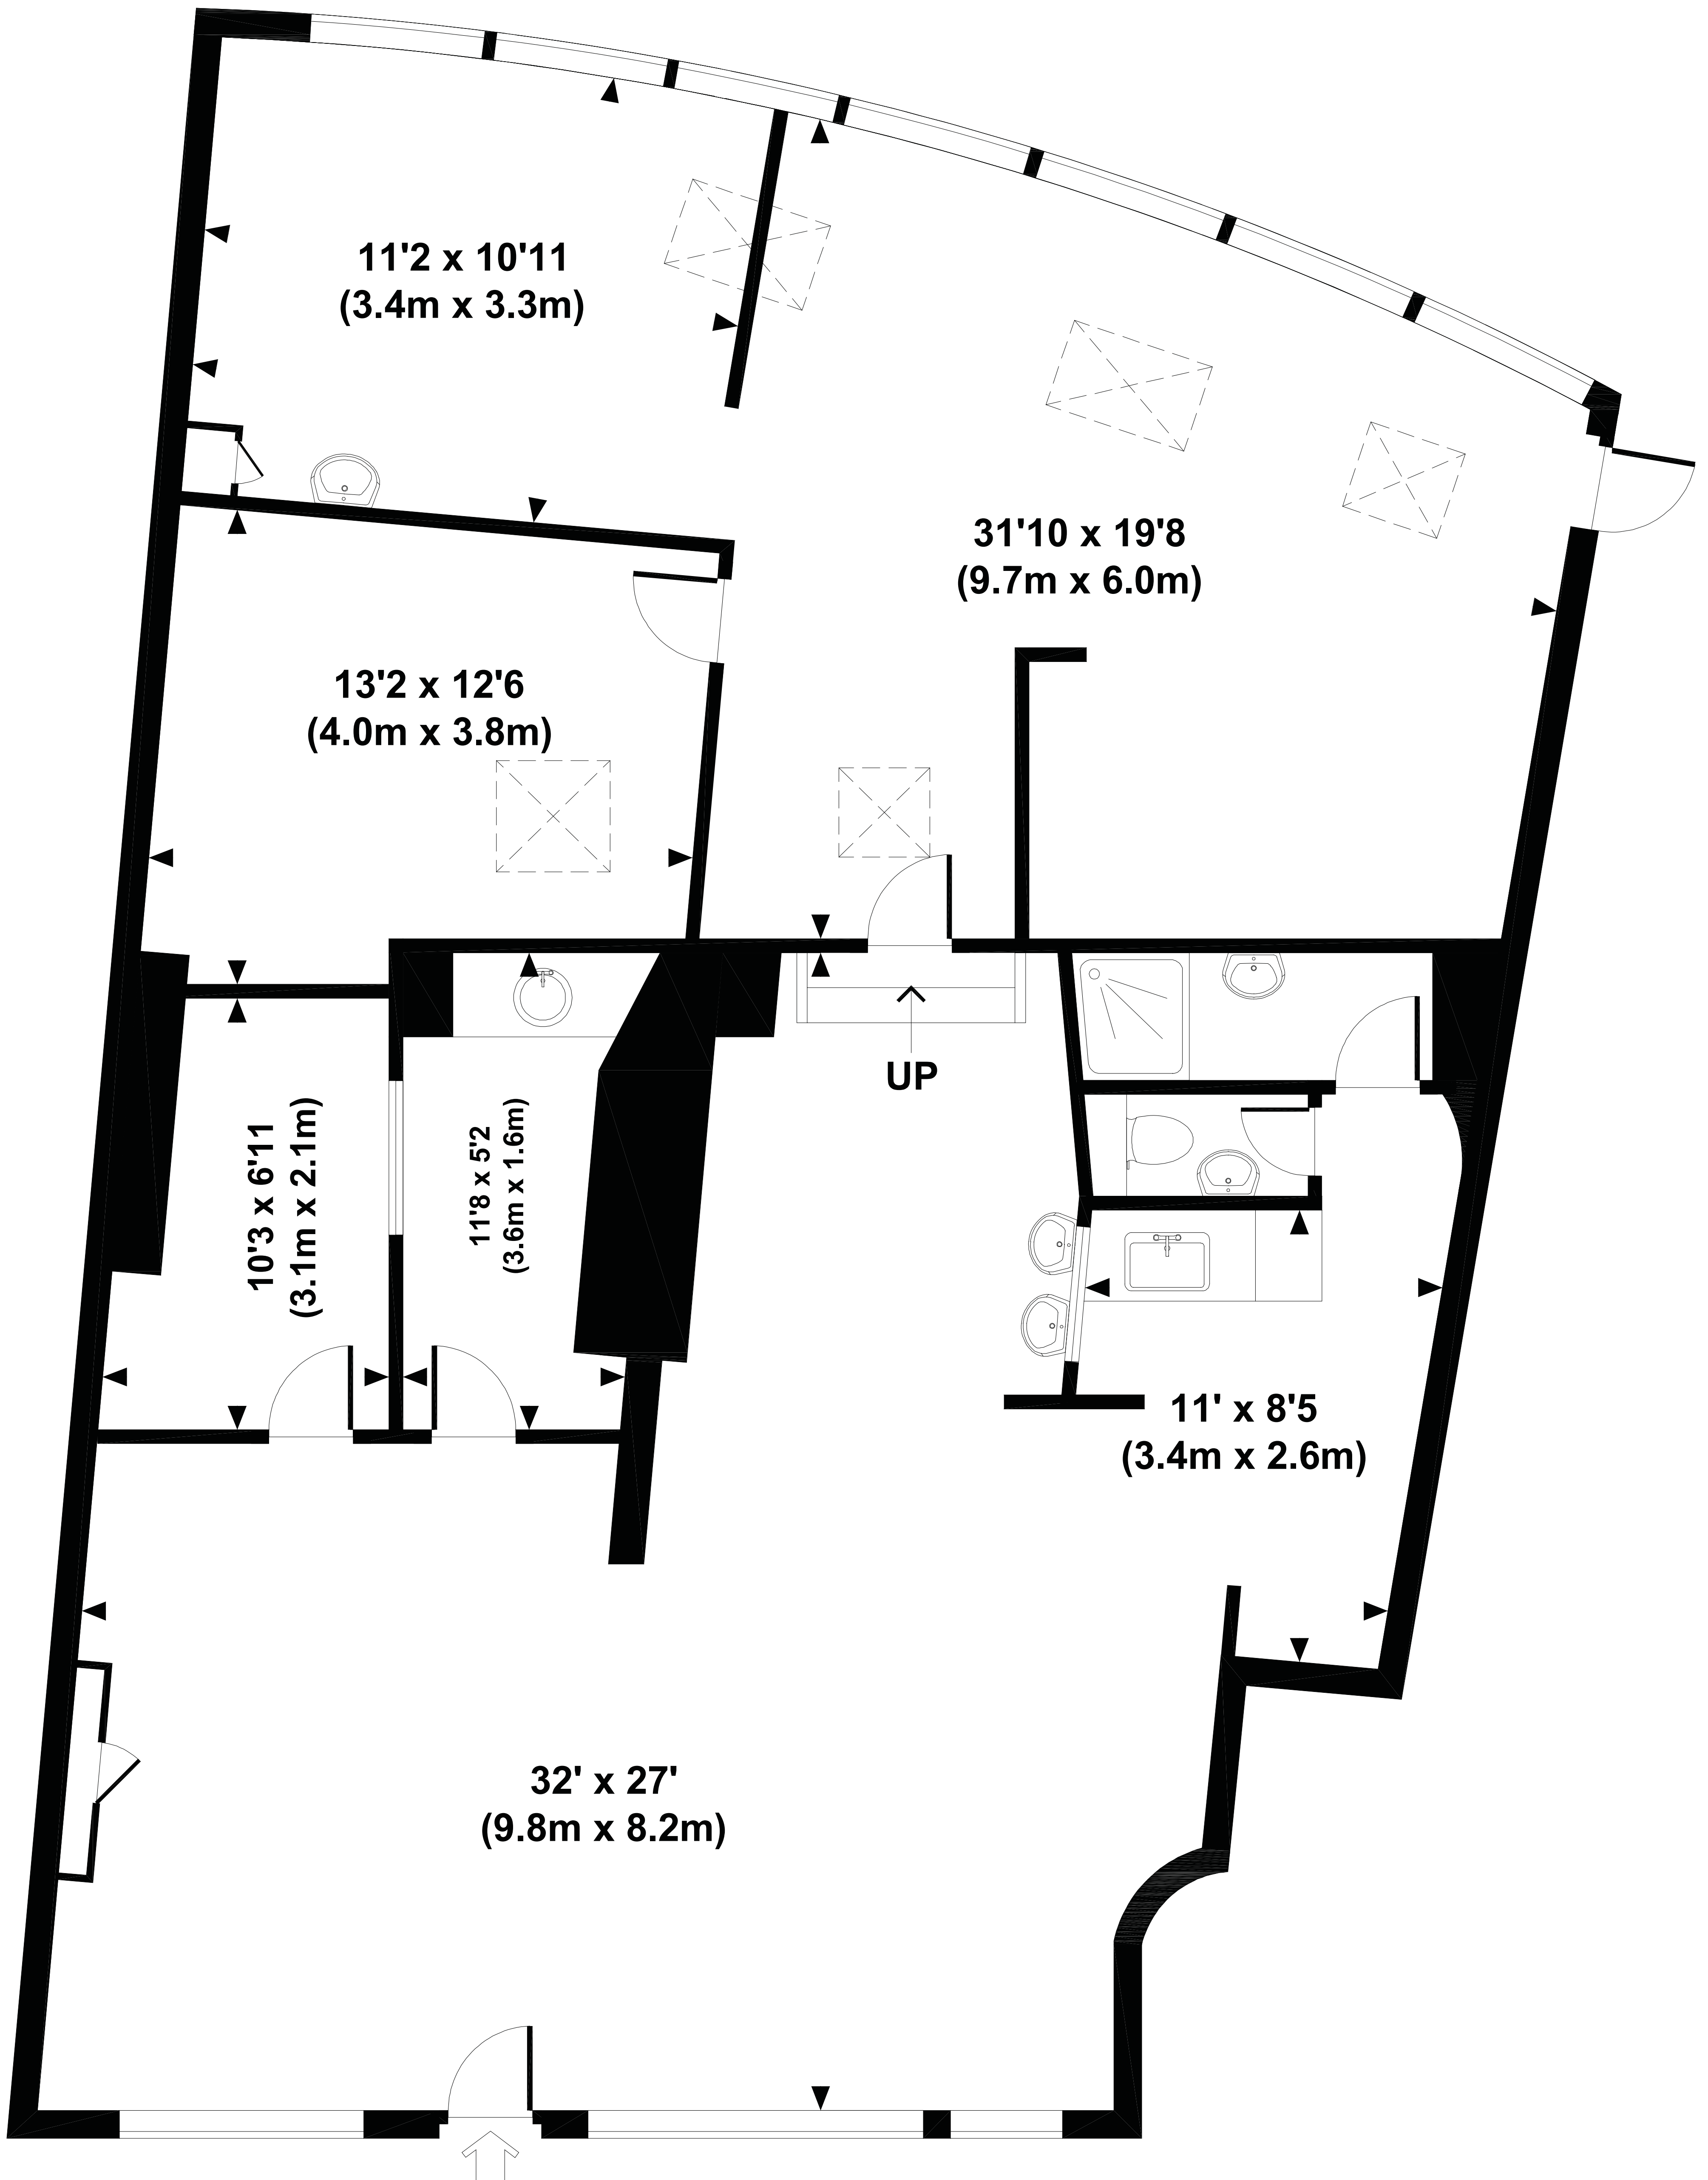 11'2 x 10'11
(3.4m x 3.3m)
31'10 x 19'8
(9.7m x 6.0m)
13'2 x 12'6
(4.0m x 3.8m)
UP
10'3 x 6'11
(3.1m x 2.1m)
11'8 x 5'2
(3.6m x 1.6m)
11' x 8'5
(3.4m x 2.6m)
32' x 27'
(9.8m x 8.2m)